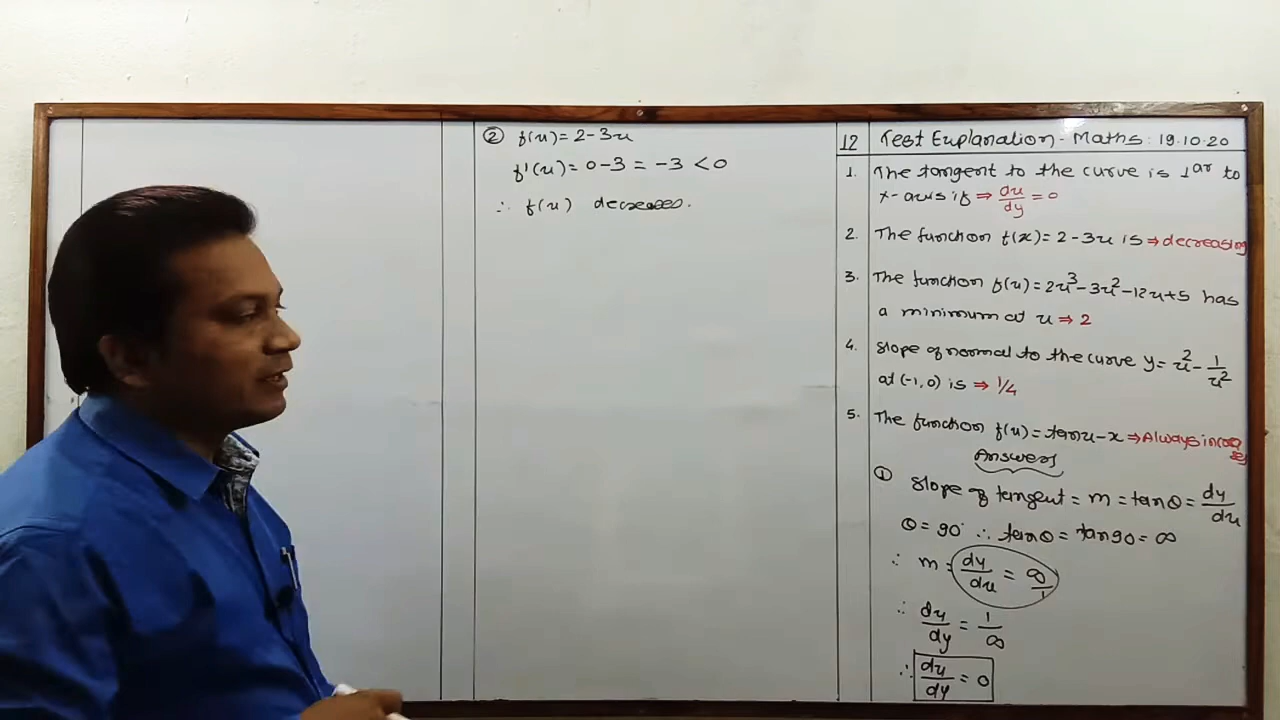 12 Test Explanation - Maths : 19.10.20
1. The tangent to the curve is ⊥ar to
x-axis if ⇒ dx/dy = 0
2. The function f(x) = 2-3x is ⇒ decreasing
3. The function f(x) = 2x³-3x²-12x+5 has
a minimum at x ⇒ 2
4. Slope of normal to the curve y = x² - 1/x²
at (-1, 0) is ⇒ 1/4
5. The function f(x) = tanx - x ⇒ Always increases
Answers
① Slope of tangent = m = tanθ = dy/dx
θ = 90° ∴ tanθ = tan90 = ∞
∴ m = dy/dx = ∞/1
∴ dx/dy = 1/∞
∴ dx/dy = 0
② f(x) = 2-3x
f'(x) = 0-3 = -3 < 0
∴ f(x) decreases.